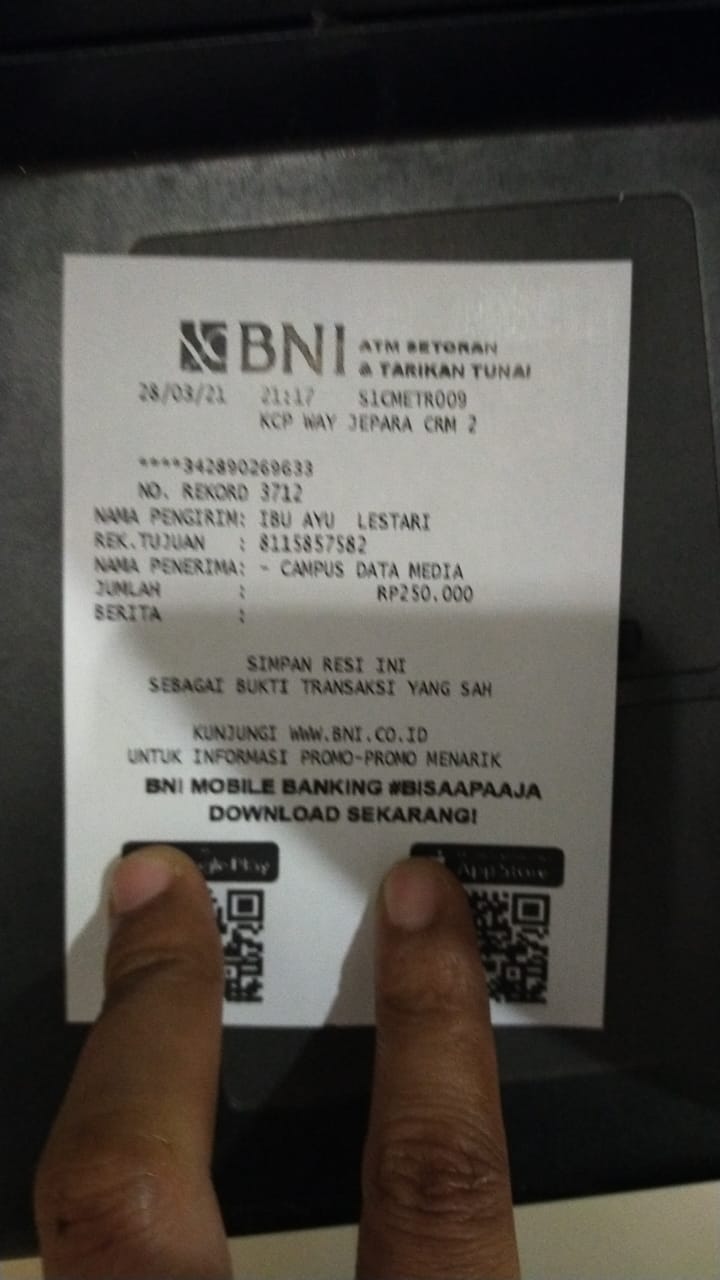 BNI ATM SETORAN
& TARIKAN TUNAI
28/03/21 21:17 S1CMETR009
KCP WAY JEPARA CRM 2
****342890269633
NO. REKORD 3712
NAMA PENGIRIM: IBU AYU LESTARI
REK.TUJUAN : 8115857582
NAMA PENERIMA: - CAMPUS DATA MEDIA
JUMLAH : RP250.000
BERITA :
SIMPAN RESI INI
SEBAGAI BUKTI TRANSAKSI YANG SAH
KUNJUNGI WWW.BNI.CO.ID
UNTUK INFORMASI PROMO-PROMO MENARIK
BNI MOBILE BANKING #BISAAPAAJA
DOWNLOAD SEKARANG!
Play App Store